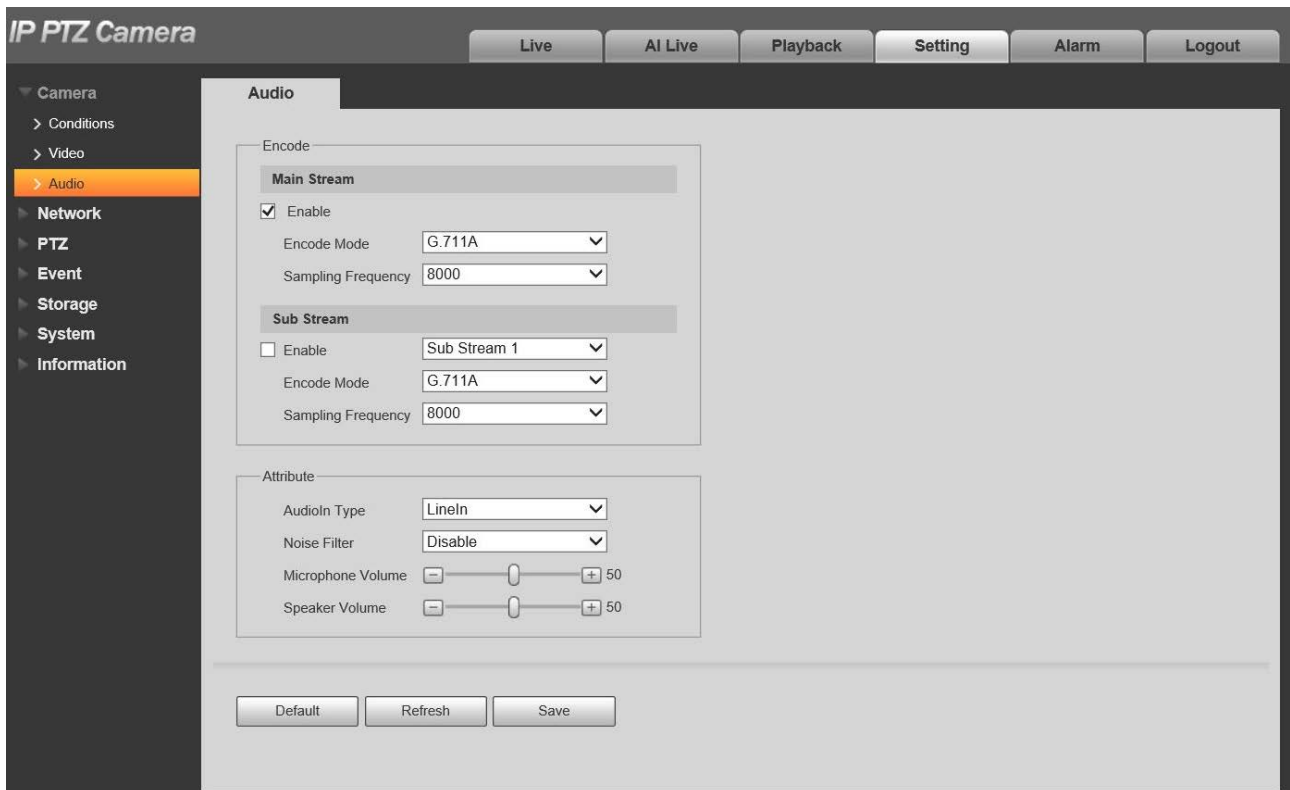 IP PTZ Camera
Live
AI Live
Playback
Setting
Alarm
Logout
Camera
Conditions
Video
Audio
Network
PTZ
Event
Storage
System
Information
Audio
Encode
Main Stream
Enable
Encode Mode G.711A
Sampling Frequency 8000
Sub Stream
Enable Sub Stream 1
Encode Mode G.711A
Sampling Frequency 8000
Attribute
AudioIn Type LineIn
Noise Filter Disable
Microphone Volume 50
Speaker Volume 50
Default Refresh Save